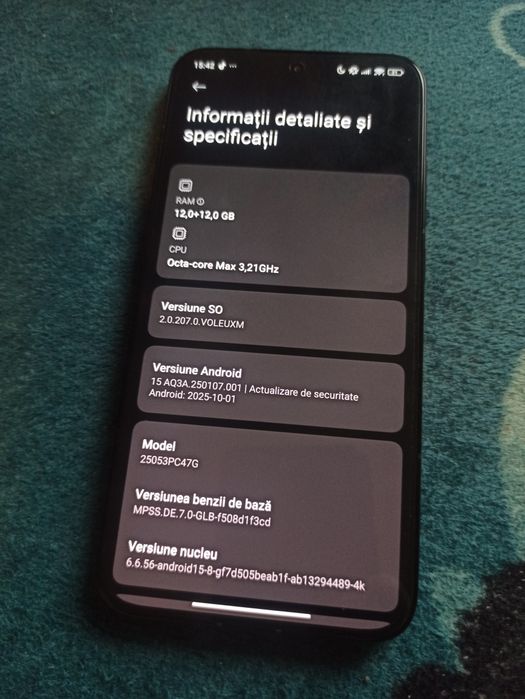 15:42
Informații detaliate și
specificații
RAM
12,0+12,0 GB
CPU
Octa-core Max 3,21GHz
Versiune SO
2.0.207.0.VOLEUXM
Versiune Android
15 AQ3A.250107.001 | Actualizare de securitate
Android: 2025-10-01
Model
25053PC47G
Versiunea benzii de bază
MPSS.DE.7.0-GLB-f508d1f3cd
Versiune nucleu
6.6.56-android15-8-gf7d505beab1f-ab13294489-4k